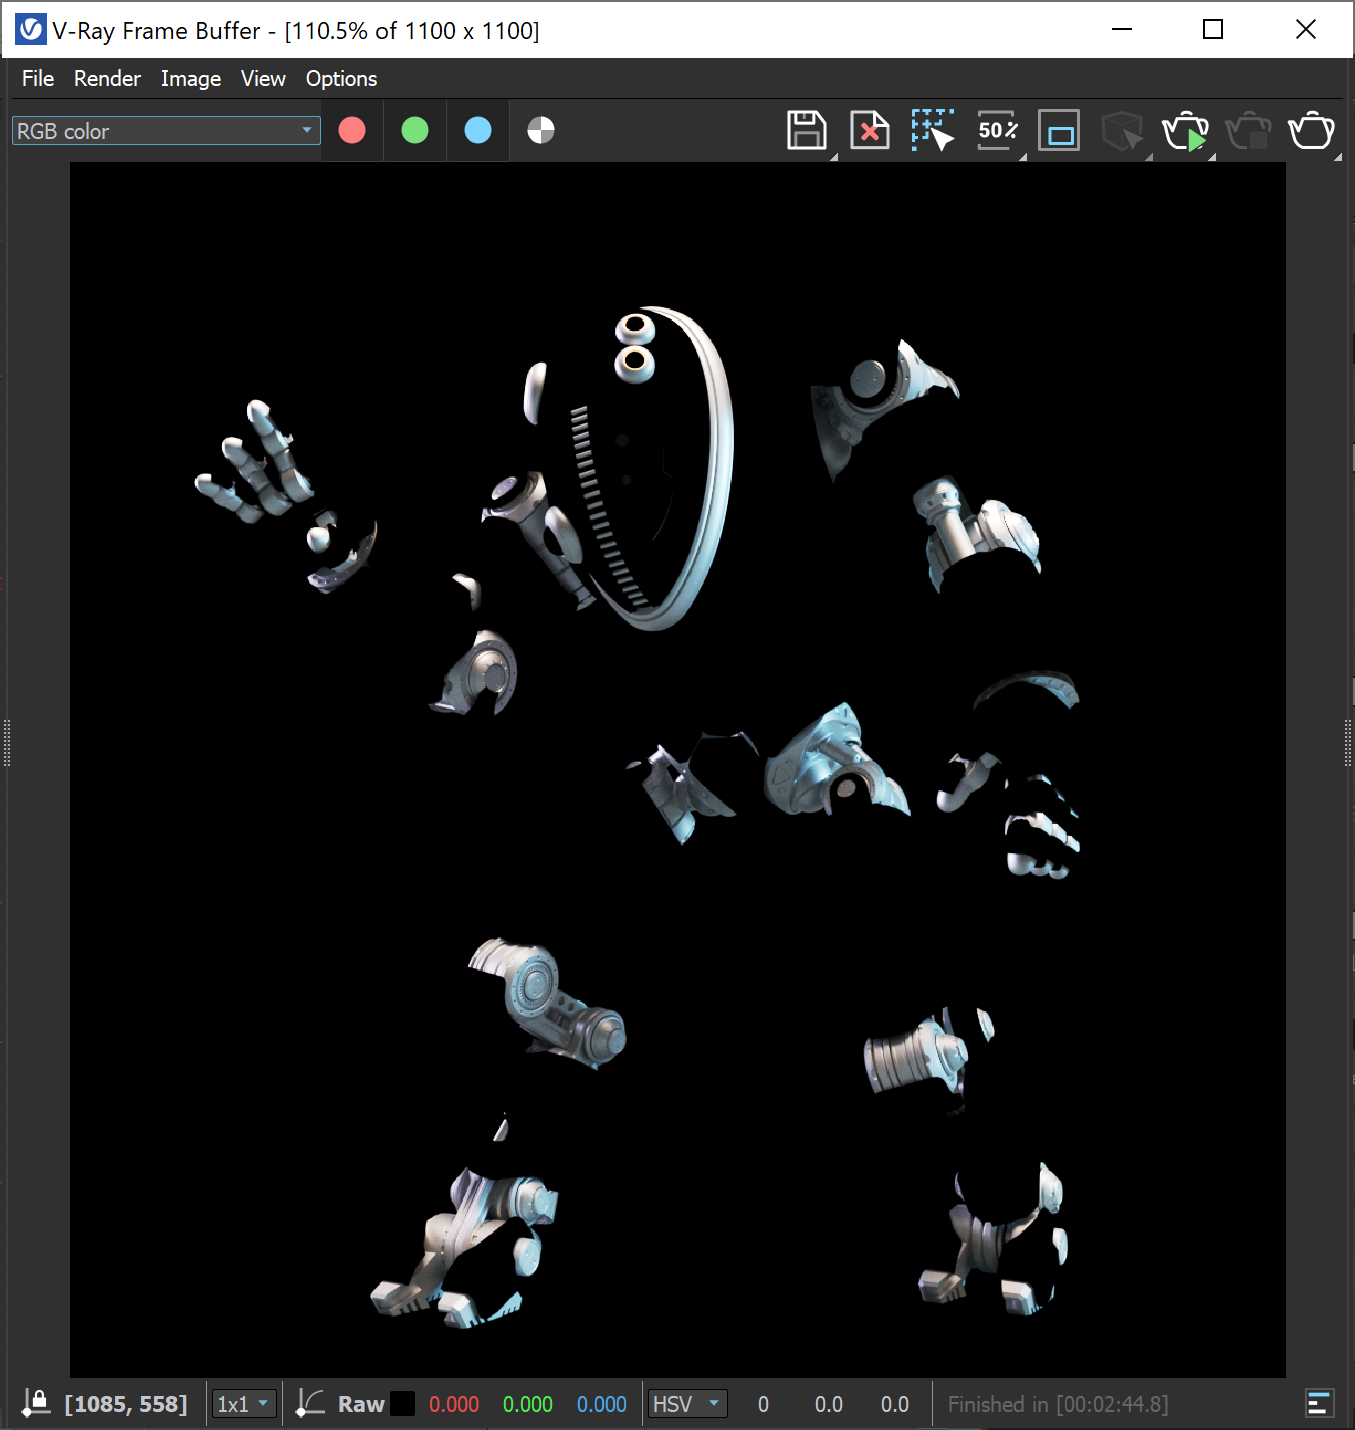 V-Ray Frame Buffer - [110.5% of 1100 x 1100]
File Render Image View Options
RGB color
50%
[1085, 558] 1x1 Raw 0.000 0.000 0.000 HSV 0 0.0 0.0 Finished in [00:02:44.8]